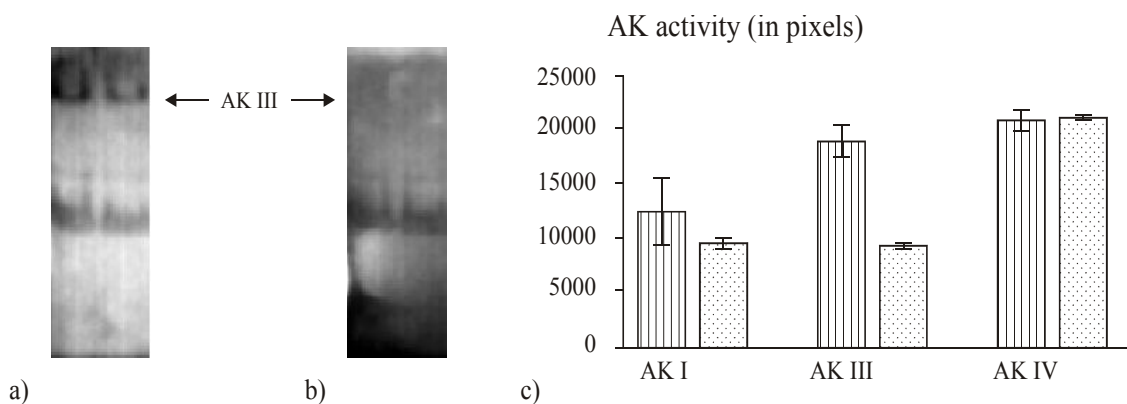 AK activity (in pixels)
AK III
25000
20000
15000
10000
5000
0
AK I
AK III
AK IV
a)
b)
c)